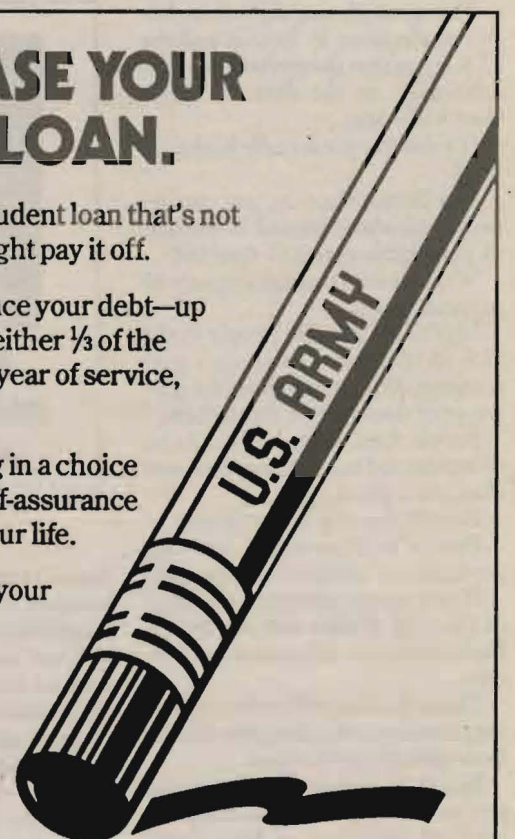 ASE YOUR
LOAN.
udent loan that's not
ght pay it off.
nce your debt—up
either ⅓ of the
year of service,
g in a choice
f-assurance
ur life.
your
U.S. ARMY